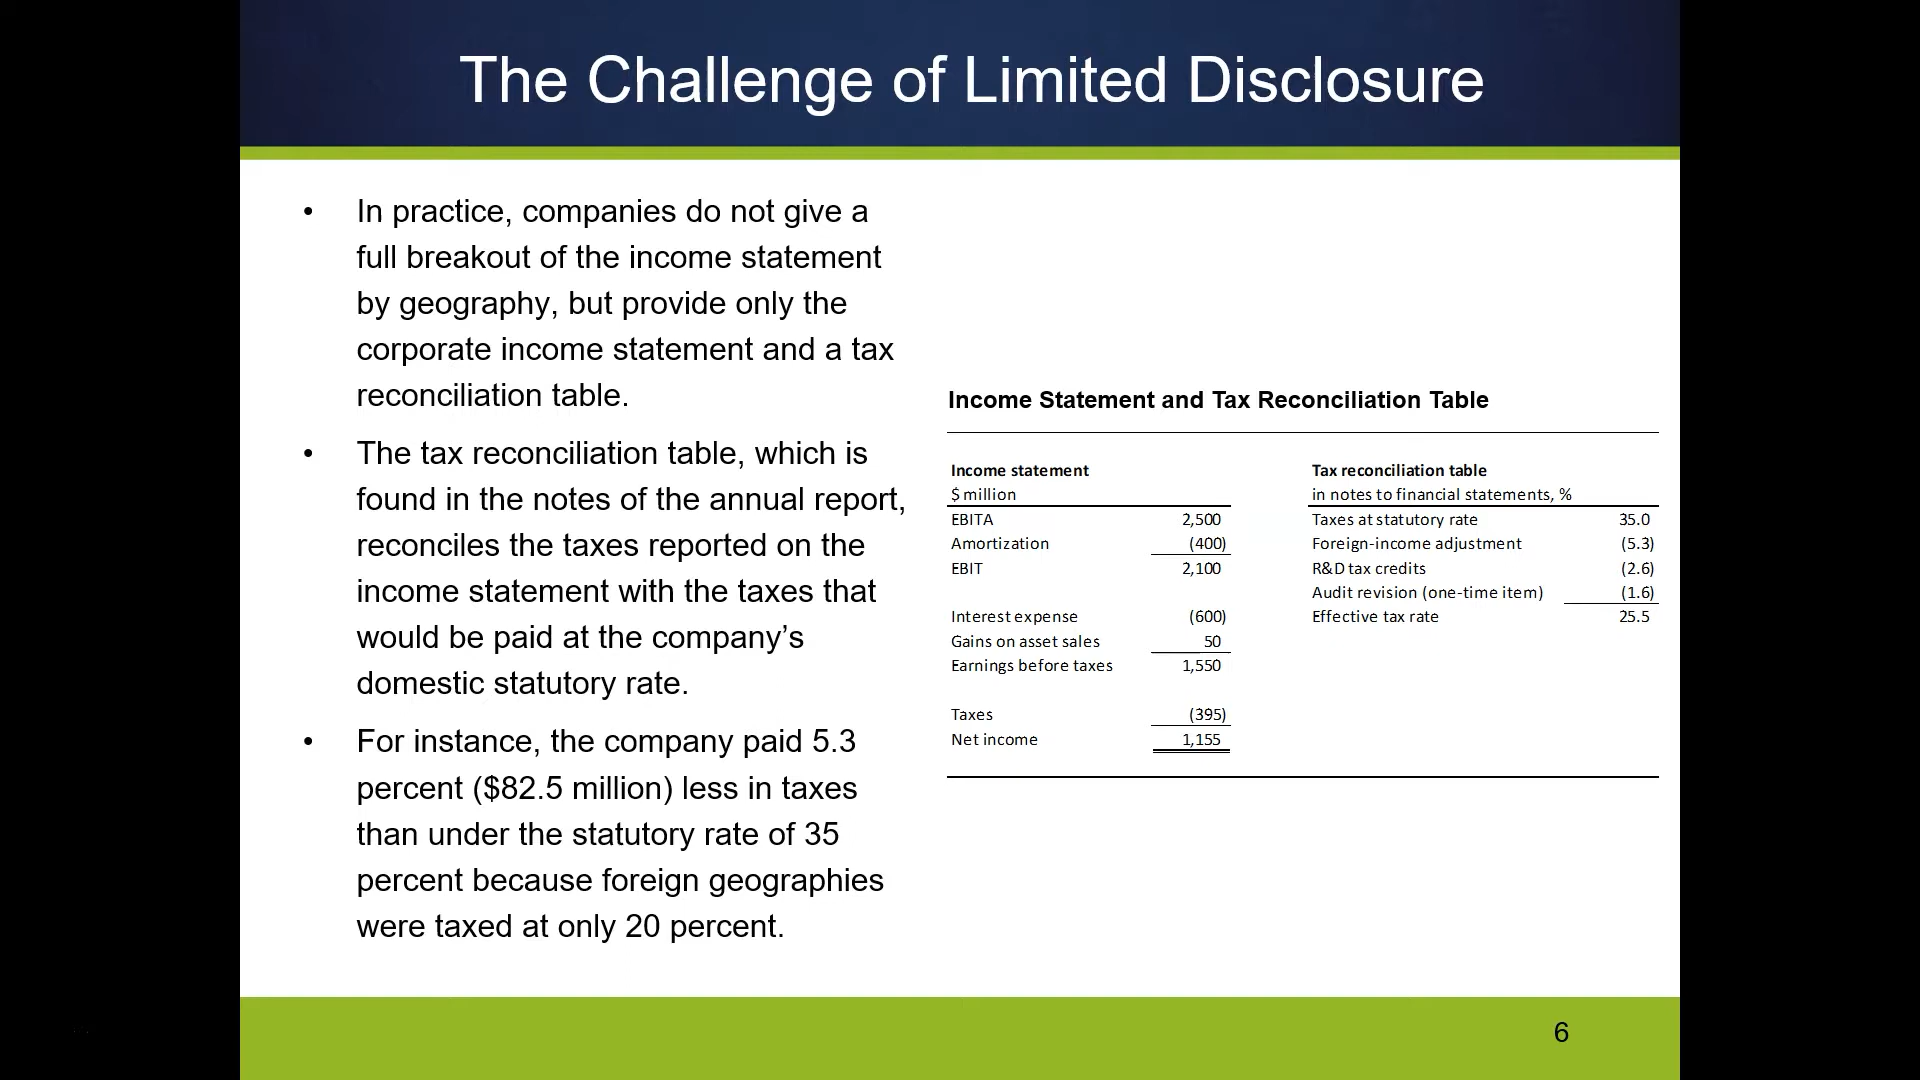 The Challenge of Limited Disclosure
• In practice, companies do not give a
full breakout of the income statement
by geography, but provide only the
corporate income statement and a tax
reconciliation table.
• The tax reconciliation table, which is
found in the notes of the annual report,
reconciles the taxes reported on the
income statement with the taxes that
would be paid at the company’s
domestic statutory rate.
• For instance, the company paid 5.3
percent ($82.5 million) less in taxes
than under the statutory rate of 35
percent because foreign geographies
were taxed at only 20 percent.
Income Statement and Tax Reconciliation Table
Income statement
$ million
EBITA 2,500
Amortization (400)
EBIT 2,100
Interest expense (600)
Gains on asset sales 50
Earnings before taxes 1,550
Taxes (395)
Net income 1,155
Tax reconciliation table
in notes to financial statements, %
Taxes at statutory rate 35.0
Foreign-income adjustment (5.3)
R&D tax credits (2.6)
Audit revision (one-time item) (1.6)
Effective tax rate 25.5
6